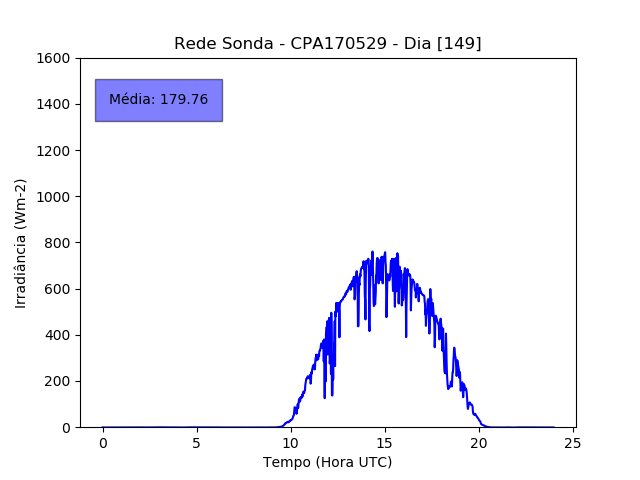 Rede Sonda - CPA170529 - Dia [149]
Média: 179.76
Irradiância (Wm-2)
1600
1400
1200
1000
800
600
400
200
0
0 5 10 15 20 25
Tempo (Hora UTC)